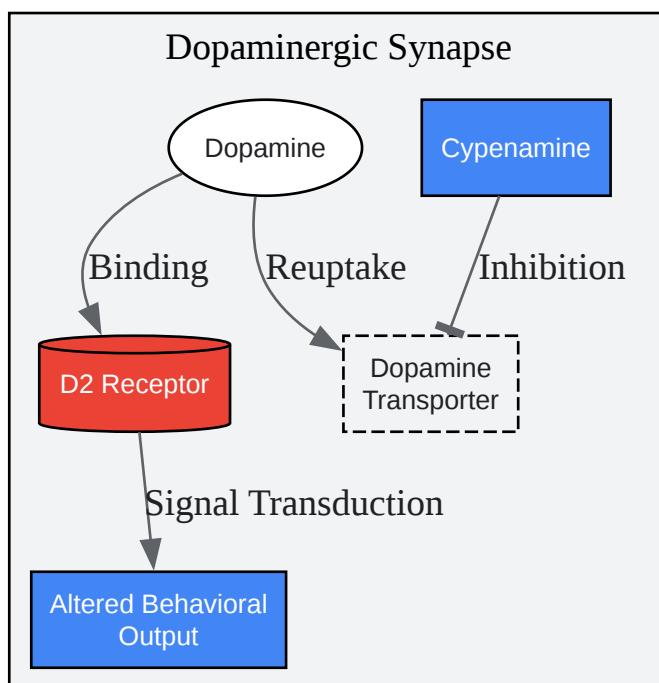 Dopaminergic Synapse
Dopamine
Cypenamine
Binding
Reuptake
Inhibition
D2 Receptor
Dopamine
Transporter
Signal Transduction
Altered Behavioral
Output